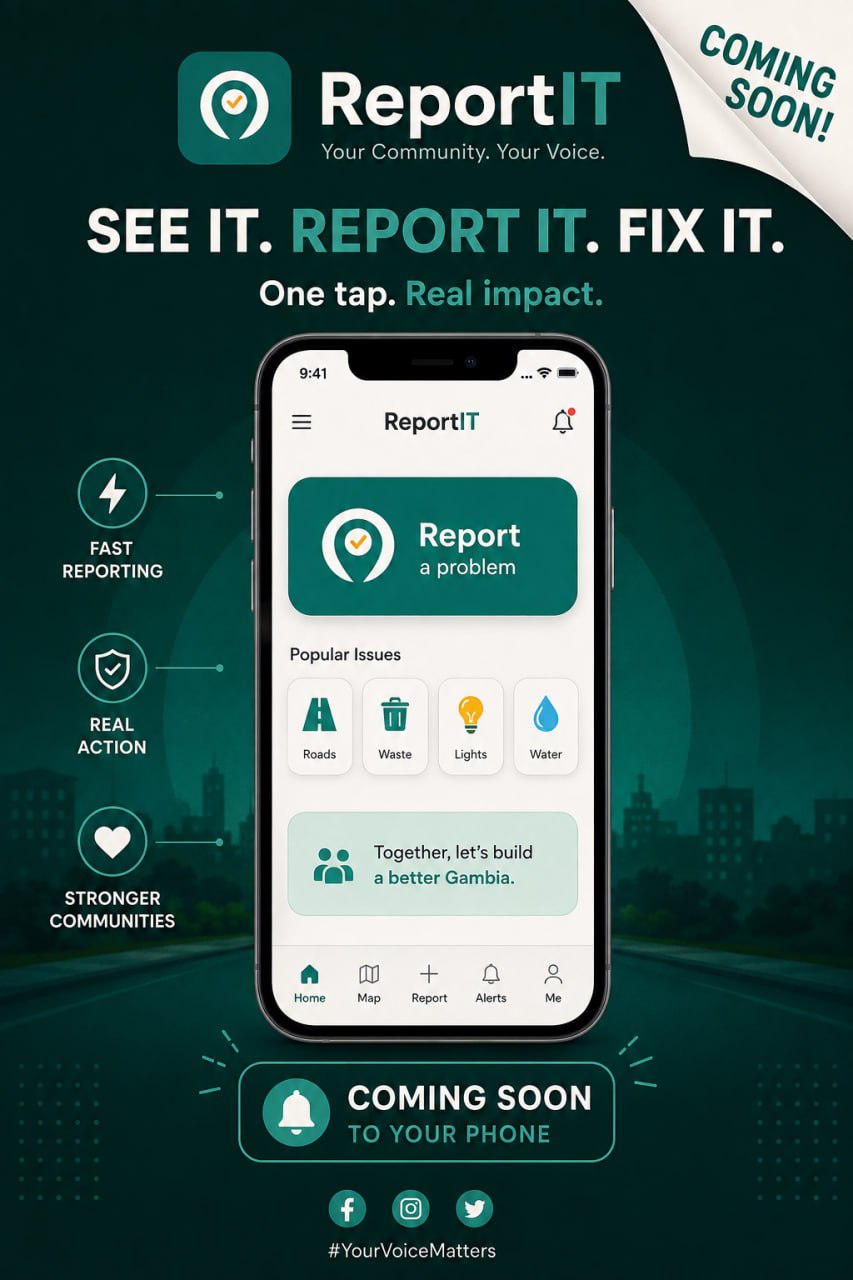 COMING
SOON!
ReportIT
Your Community. Your Voice.
SEE IT. REPORT IT. FIX IT.
One tap. Real impact.
9:41
ReportIT
Report
a problem
FAST
REPORTING
Popular Issues
Roads
Waste
Lights
Water
REAL
ACTION
Together, let's build
a better Gambia.
STRONGER
COMMUNITIES
Home
Map
Report
Alerts
Me
COMING SOON
TO YOUR PHONE
#YourVoiceMatters